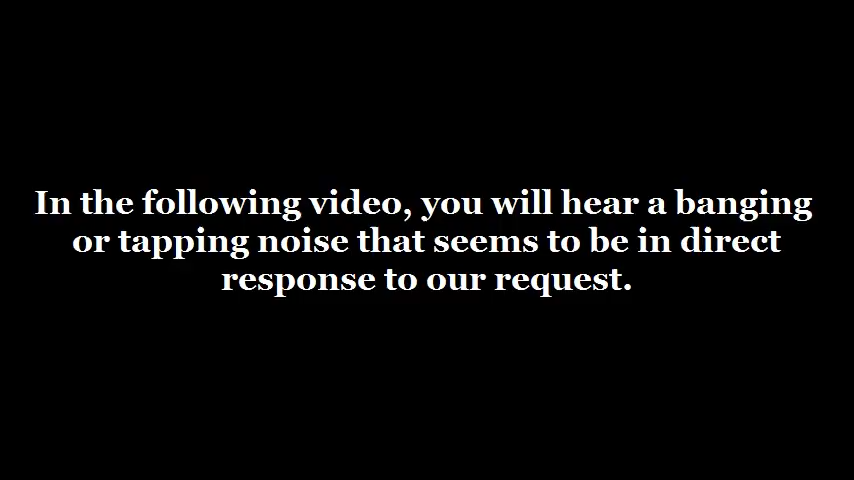 In the following video, you will hear a banging
or tapping noise that seems to be in direct
response to our request.